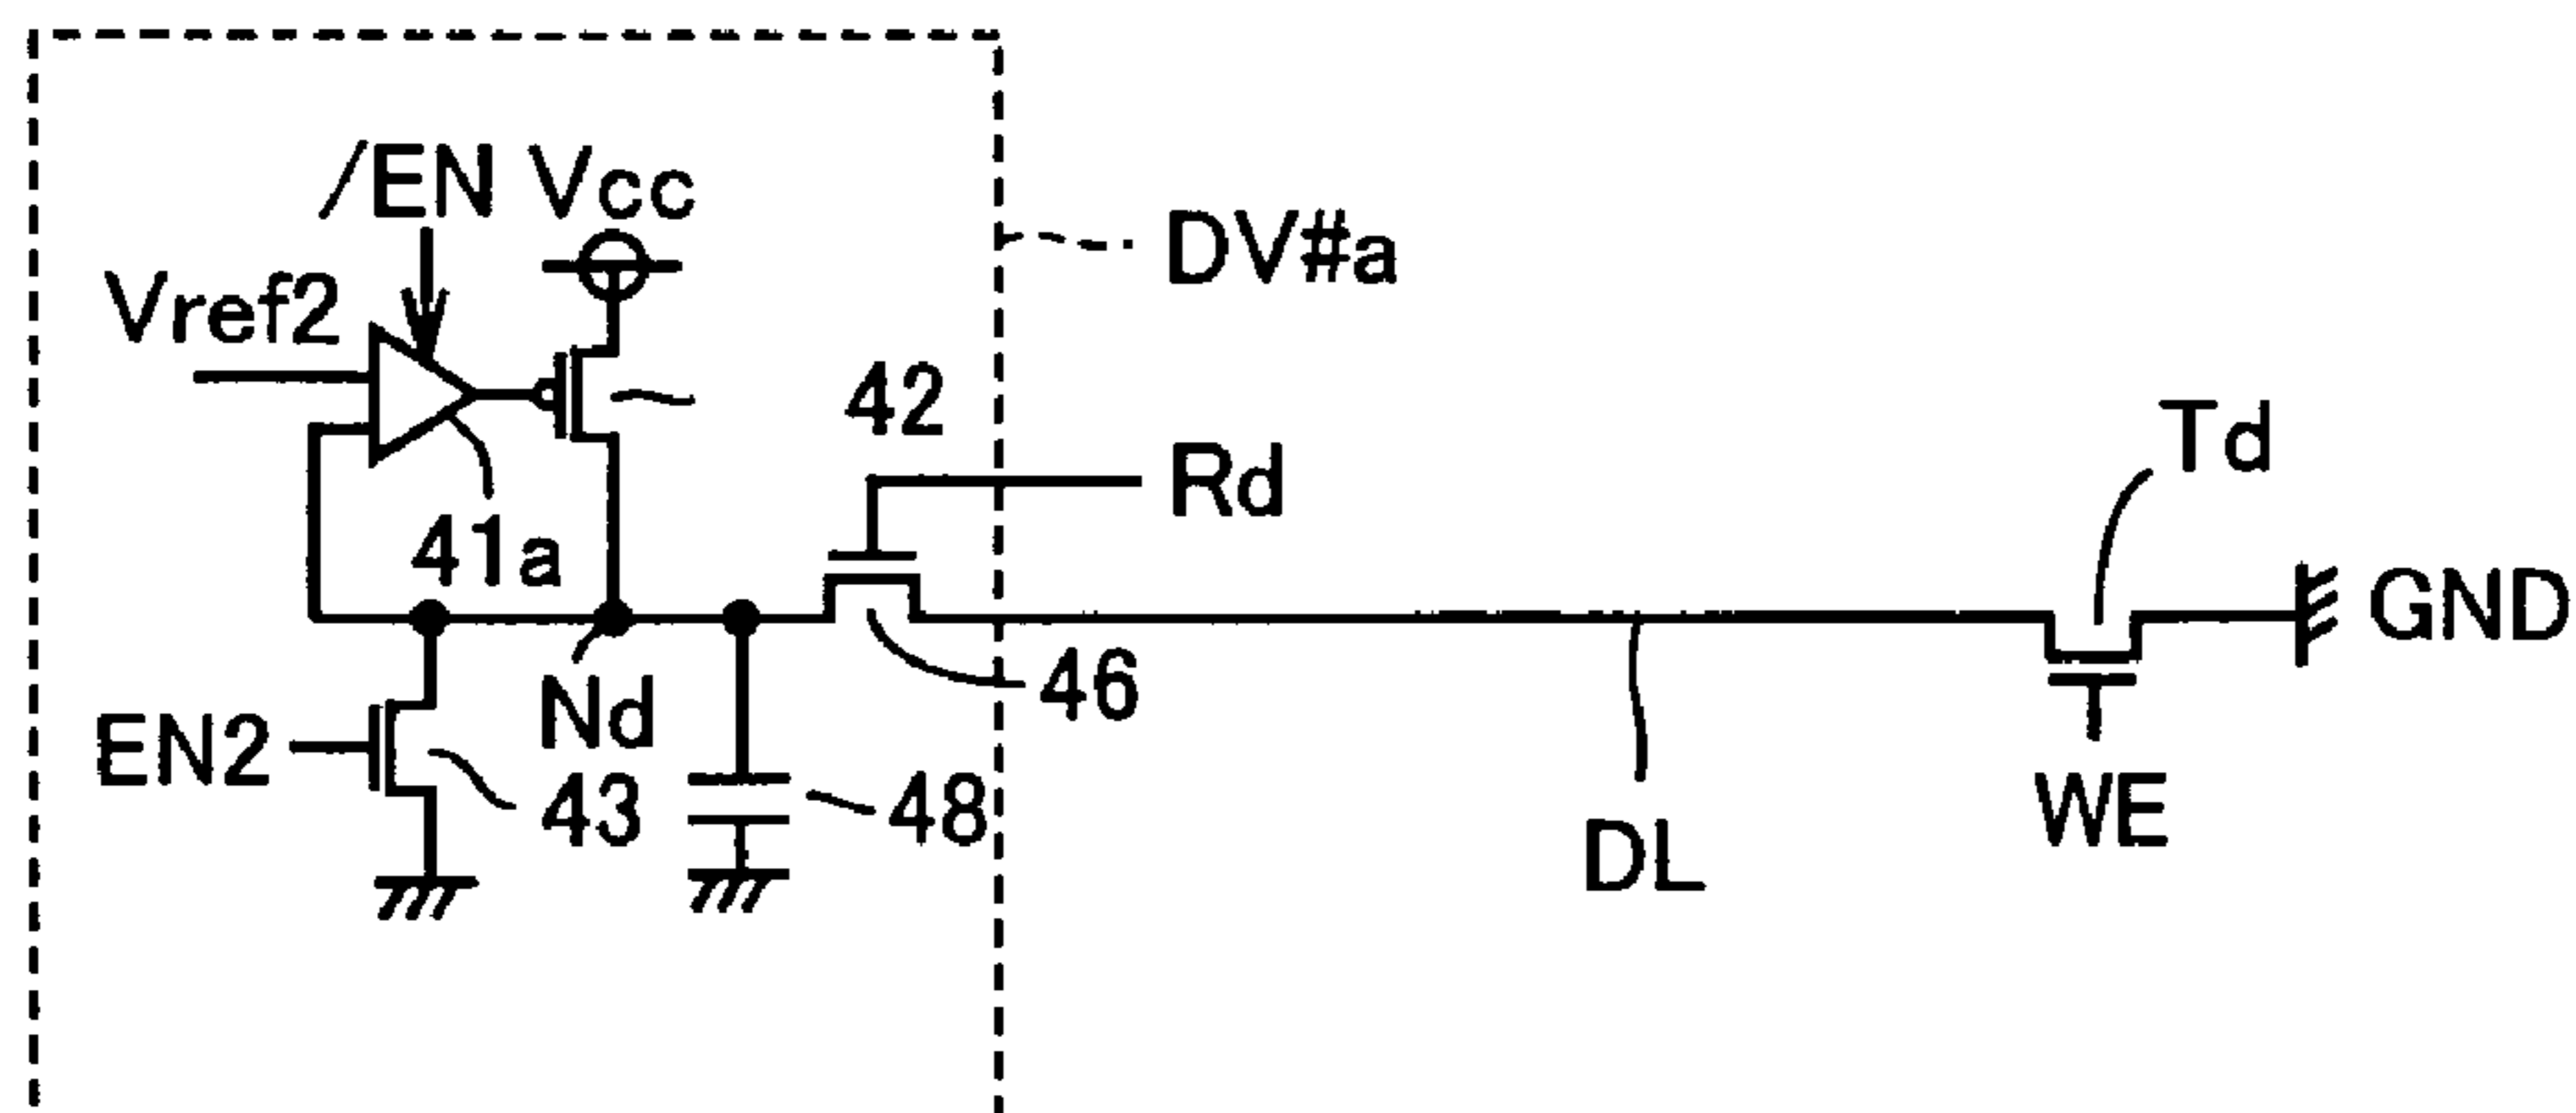 /EN Vcc
Vref2
DV#a
42
Td
Rd
41a
GND
46
Nd
EN2
43
48
WE
DL